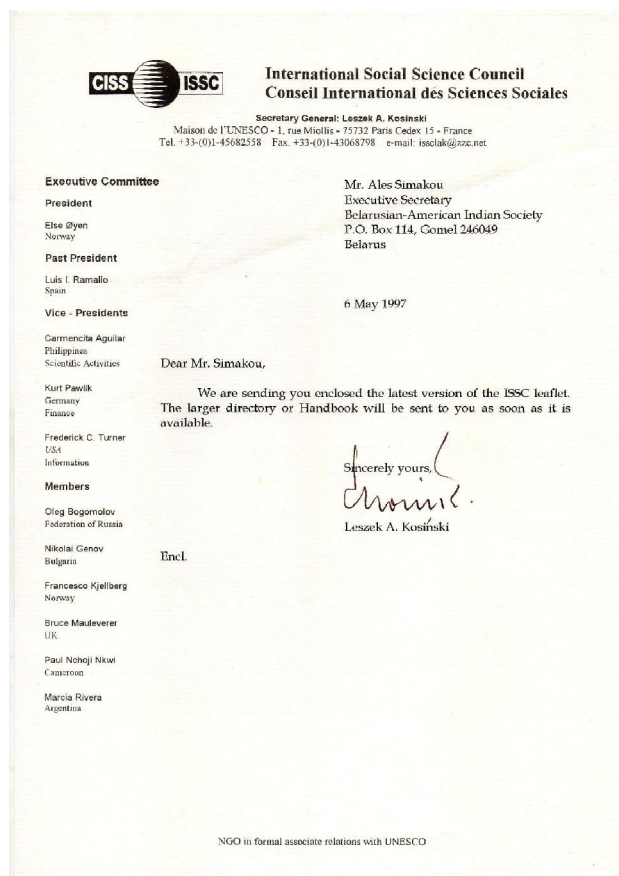 CISS ISSC
International Social Science Council
Conseil International des Sciences Sociales
Secretary General: Leszek A. Kosinski
Maison de l'UNESCO - 1, rue Miollis - 75732 Paris Cedex 15 - France
Tel. +33-(0)1-45682558 Fax. +33-(0)1-43068798 e-mail: issclak@zzc.net
Executive Committee
President
Else Øyen
Norway
Past President
Luis I. Ramallo
Spain
Vice - Presidents
Carmencita Aguilar
Philippines
Scientific Activities
Kurt Pawlik
Germany
Finance
Frederick C. Turner
USA
Information
Members
Oleg Bogomolov
Federation of Russia
Nikolai Genov
Bulgaria
Francesco Kjellberg
Norway
Bruce Mauleverer
UK
Paul Nchoji Nkwi
Cameroon
Marcia Rivera
Argentina
Mr. Ales Simakou
Executive Secretary
Belarusian-American Indian Society
P.O. Box 114, Gomel 246049
Belarus
6 May 1997
Dear Mr. Simakou,
We are sending you enclosed the latest version of the ISSC leaflet.
The larger directory or Handbook will be sent to you as soon as it is
available.
Sincerely yours,
Leszek A. Kosiński
Encl.
NGO in formal associate relations with UNESCO